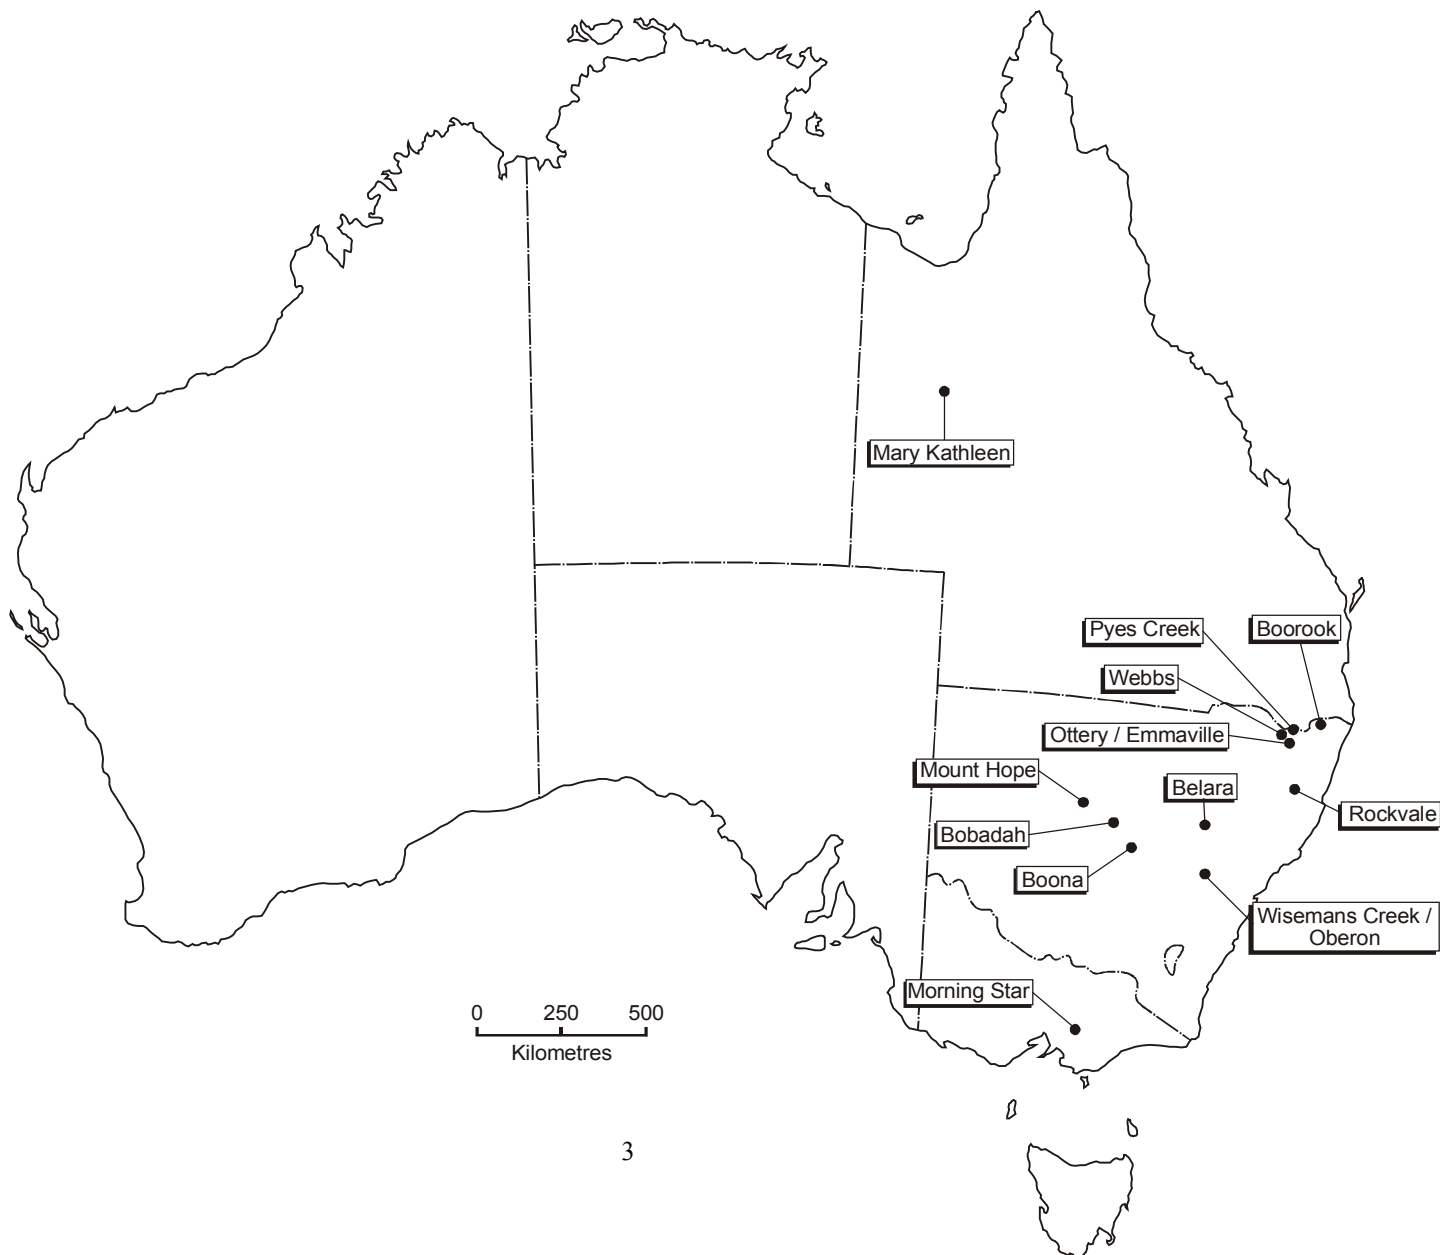 Mary Kathleen
Pyes Creek
Boorook
Webbs
Ottery / Emmaville
Mount Hope
Belara
Rockvale
Bobadah
Boona
Wisemans Creek /
Oberon
Morning Star
0 250 500
Kilometres
3